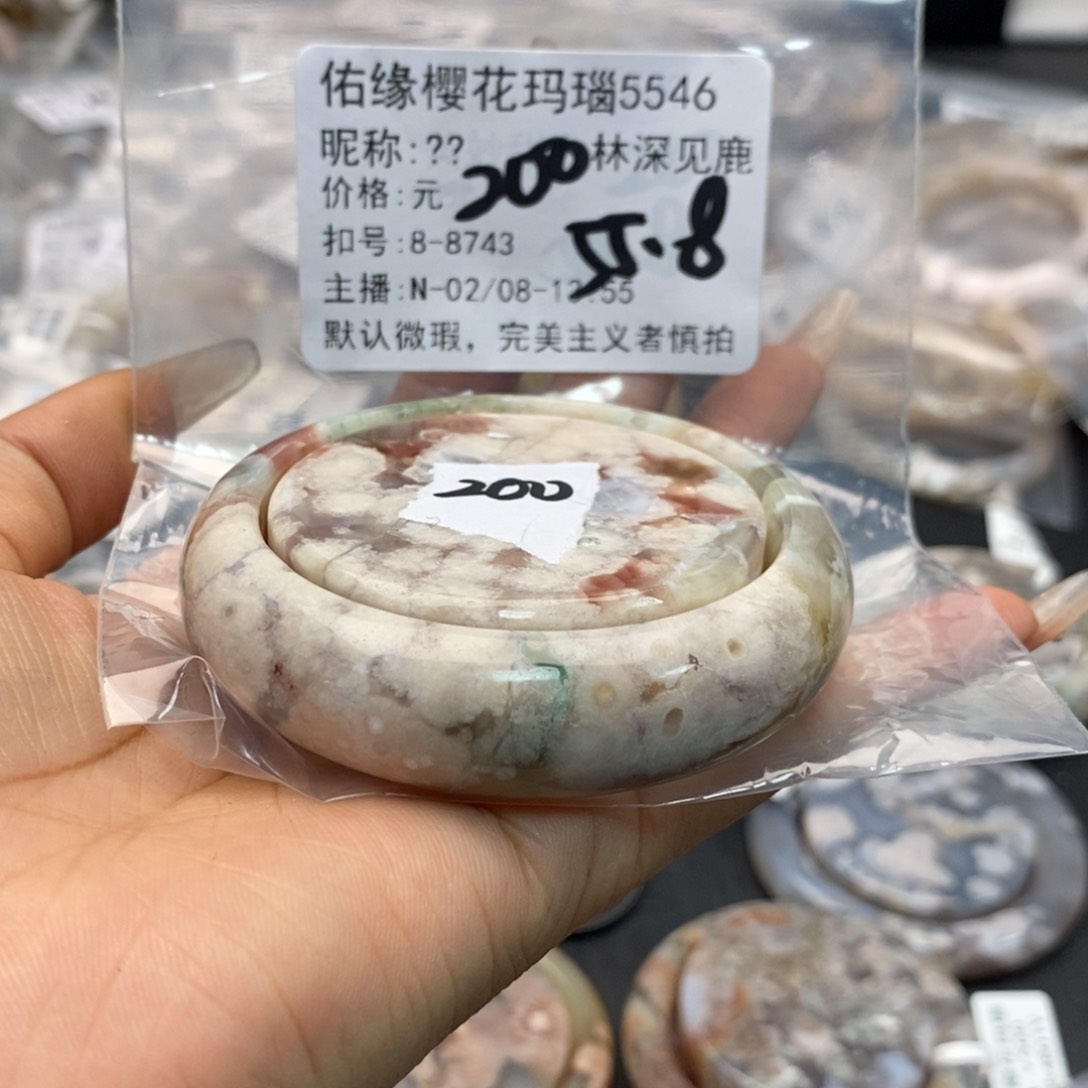 佑缘樱花玛瑙5546
昵称:?? 林深见鹿
价格:元 200
扣号:8-8743 55.8
主播:N-02/08-12:55
默认微瑕，完美主义者慎拍
200